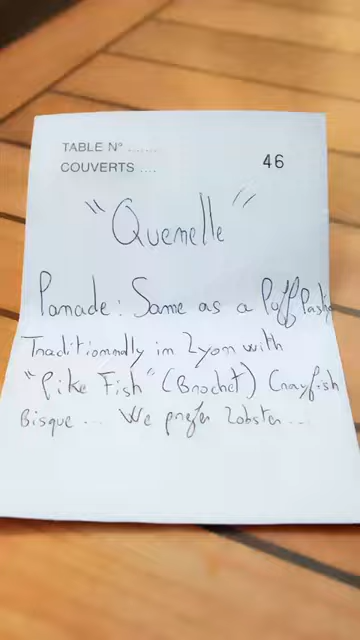 TABLE N° .......
COUVERTS ....
46
"Quenelle"
Panade : Same as a Puff Pastry
Traditionnally in Lyon with
"Pike Fish" (Brochet) Crayfish
Bisque ... We prefer Lobster ...